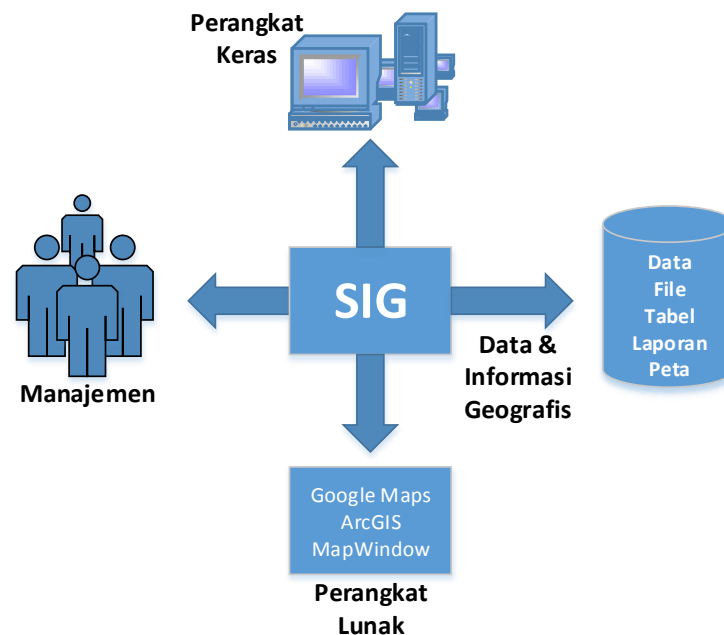 Perangkat
Keras
SIG
Manajemen
Data &
Informasi
Geografis
Data
File
Tabel
Laporan
Peta
Google Maps
ArcGIS
MapWindow
Perangkat
Lunak